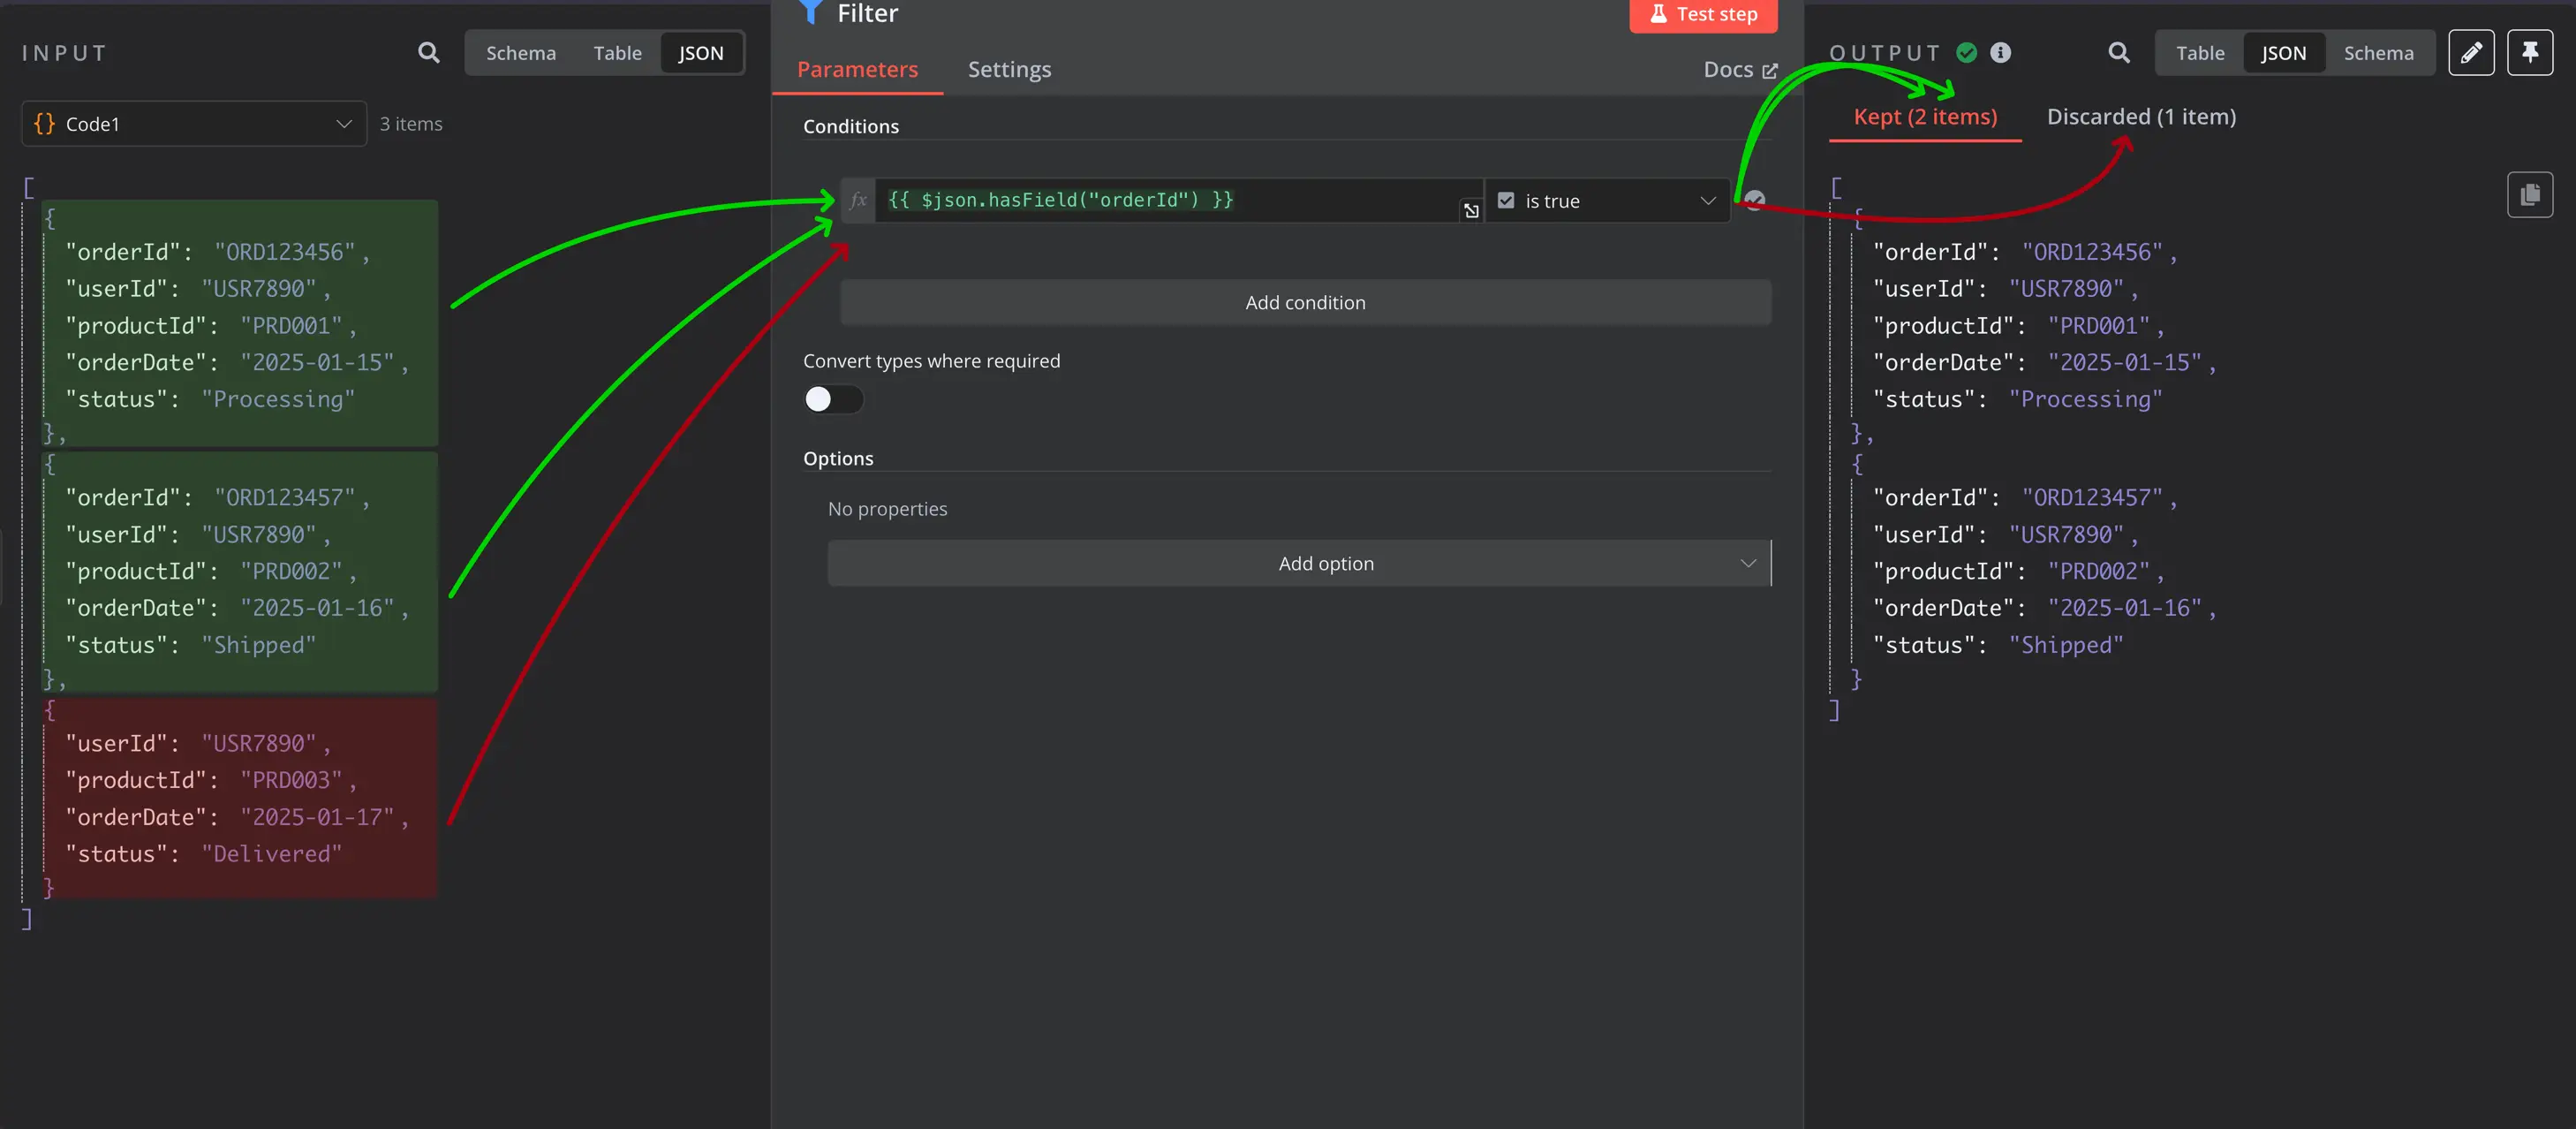 INPUT
Schema Table JSON
{} Code1 3 items
[
{
"orderId": "ORD123456",
"userId": "USR7890",
"productId": "PRD001",
"orderDate": "2025-01-15",
"status": "Processing"
},
{
"orderId": "ORD123457",
"userId": "USR7890",
"productId": "PRD002",
"orderDate": "2025-01-16",
"status": "Shipped"
},
{
"userId": "USR7890",
"productId": "PRD003",
"orderDate": "2025-01-17",
"status": "Delivered"
}
]
Filter
Test step
Parameters Settings Docs
Conditions
fx {{ $json.hasField("orderId") }} is true
Add condition
Convert types where required
Options
No properties
Add option
OUTPUT
Table JSON Schema
Kept (2 items) Discarded (1 item)
[
{
"orderId": "ORD123456",
"userId": "USR7890",
"productId": "PRD001",
"orderDate": "2025-01-15",
"status": "Processing"
},
{
"orderId": "ORD123457",
"userId": "USR7890",
"productId": "PRD002",
"orderDate": "2025-01-16",
"status": "Shipped"
}
]